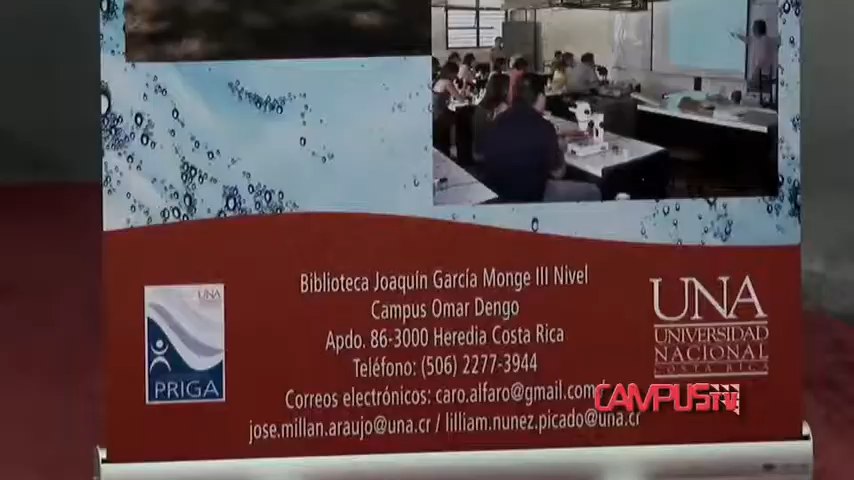 Biblioteca Joaquín García Monge III Nivel
Campus Omar Dengo
Apdo. 86-3000 Heredia Costa Rica
Teléfono: (506) 2277-3944
Correos electrónicos: caro.alfaro@gmail.com
jose.millan.araujo@una.cr / lilliam.nunez.picado@una.cr
UNA
PRIGA
UNA
UNIVERSIDAD
NACIONAL
COSTA RICA
CAMPUS TV